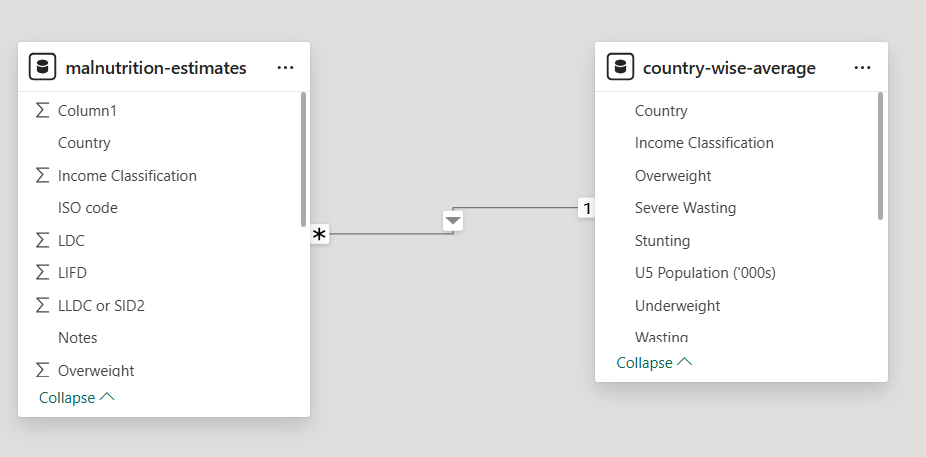 malnutrition-estimates ...
Column1
Country
Income Classification
ISO code
LDC
LIFD
LLDC or SID2
Notes
Overweight
Collapse
*
1
country-wise-average ...
Country
Income Classification
Overweight
Severe Wasting
Stunting
U5 Population ('000s)
Underweight
Wasting
Collapse